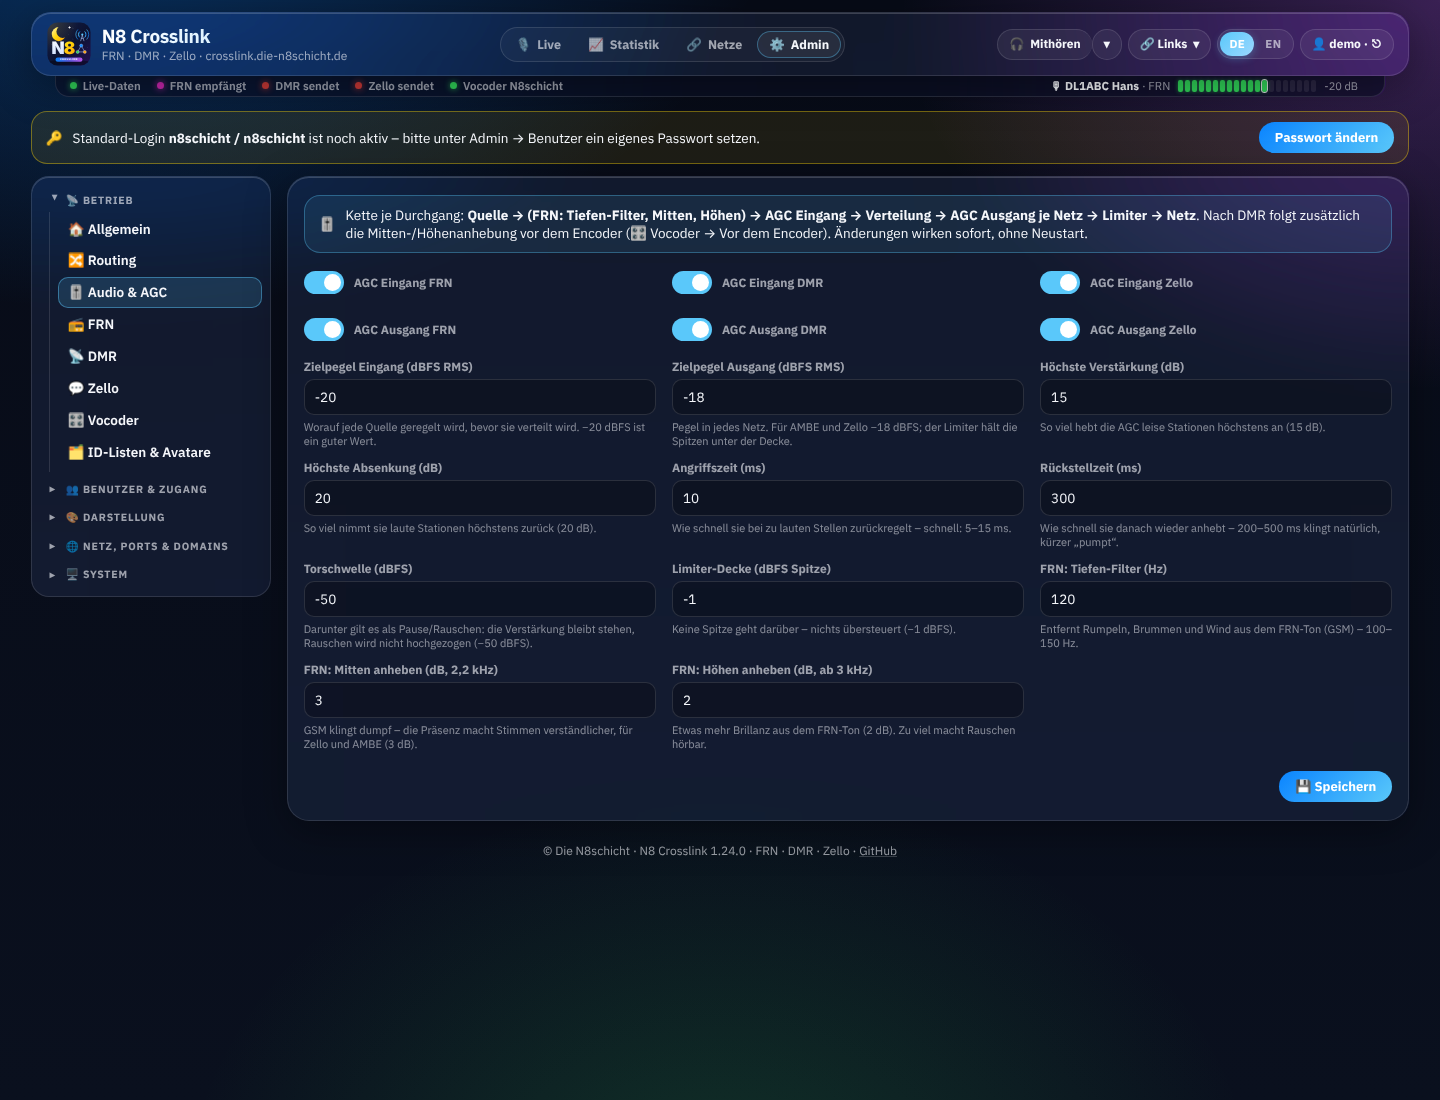 N8 Crosslink
FRN · DMR · Zello · crosslink.die-n8schicht.de
Live
Statistik
Netze
Admin
Mithören
Links
DE
EN
demo ·
Live-Daten
FRN empfängt
DMR sendet
Zello sendet
Vocoder N8schicht
DL1ABC Hans · FRN
-20 dB
Standard-Login n8schicht / n8schicht ist noch aktiv – bitte unter Admin → Benutzer ein eigenes Passwort setzen.
Passwort ändern
BETRIEB
Allgemein
Routing
Audio & AGC
FRN
DMR
Zello
Vocoder
ID-Listen & Avatare
BENUTZER & ZUGANG
DARSTELLUNG
NETZ, PORTS & DOMAINS
SYSTEM
Kette je Durchgang: Quelle → (FRN: Tiefen-Filter, Mitten, Höhen) → AGC Eingang → Verteilung → AGC Ausgang je Netz → Limiter → Netz. Nach DMR folgt zusätzlich
die Mitten-/Höhenanhebung vor dem Encoder (🎛️ Vocoder → Vor dem Encoder). Änderungen wirken sofort, ohne Neustart.
AGC Eingang FRN
AGC Eingang DMR
AGC Eingang Zello
AGC Ausgang FRN
AGC Ausgang DMR
AGC Ausgang Zello
Zielpegel Eingang (dBFS RMS)
-20
Worauf jede Quelle geregelt wird, bevor sie verteilt wird. −20 dBFS ist
ein guter Wert.
Zielpegel Ausgang (dBFS RMS)
-18
Pegel in jedes Netz. Für AMBE und Zello −18 dBFS; der Limiter hält die
Spitzen unter der Decke.
Höchste Verstärkung (dB)
15
So viel hebt die AGC leise Stationen höchstens an (15 dB).
Höchste Absenkung (dB)
20
So viel nimmt sie laute Stationen höchstens zurück (20 dB).
Angriffszeit (ms)
10
Wie schnell sie bei zu lauten Stellen zurückregelt – schnell: 5–15 ms.
Rückstellzeit (ms)
300
Wie schnell sie danach wieder anhebt – 200–500 ms klingt natürlich,
kürzer „pumpt“.
Torschwelle (dBFS)
-50
Darunter gilt es als Pause/Rauschen: die Verstärkung bleibt stehen,
Rauschen wird nicht hochgezogen (−50 dBFS).
Limiter-Decke (dBFS Spitze)
-1
Keine Spitze geht darüber – nichts übersteuert (−1 dBFS).
FRN: Tiefen-Filter (Hz)
120
Entfernt Rumpeln, Brummen und Wind aus dem FRN-Ton (GSM) – 100–
150 Hz.
FRN: Mitten anheben (dB, 2,2 kHz)
3
GSM klingt dumpf – die Präsenz macht Stimmen verständlicher, für
Zello und AMBE (3 dB).
FRN: Höhen anheben (dB, ab 3 kHz)
2
Etwas mehr Brillanz aus dem FRN-Ton (2 dB). Zu viel macht Rauschen
hörbar.
Speichern
© Die N8schicht · N8 Crosslink 1.24.0 · FRN · DMR · Zello · GitHub